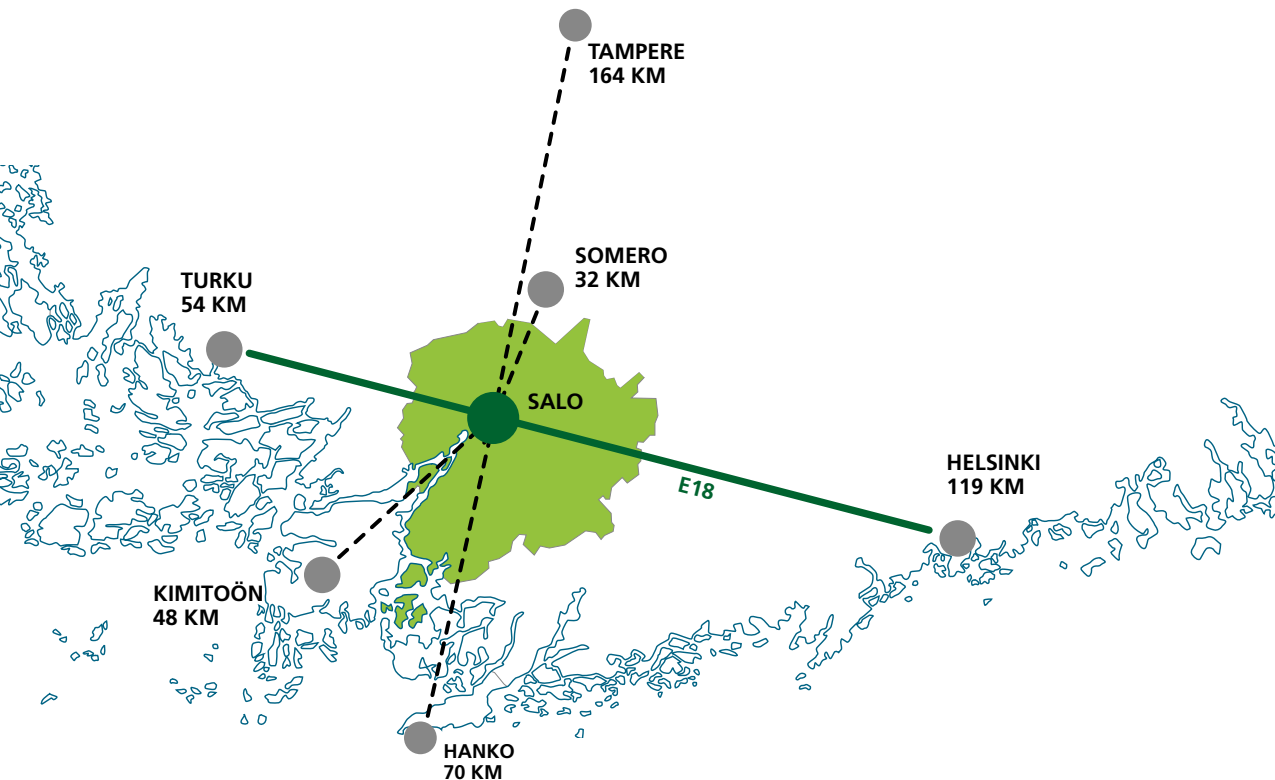 TAMPERE
164 KM
SOMERO
32 KM
TURKU
54 KM
SALO
HELSINKI
119 KM
E18
KIMITOÖN
48 KM
HANKO
70 KM